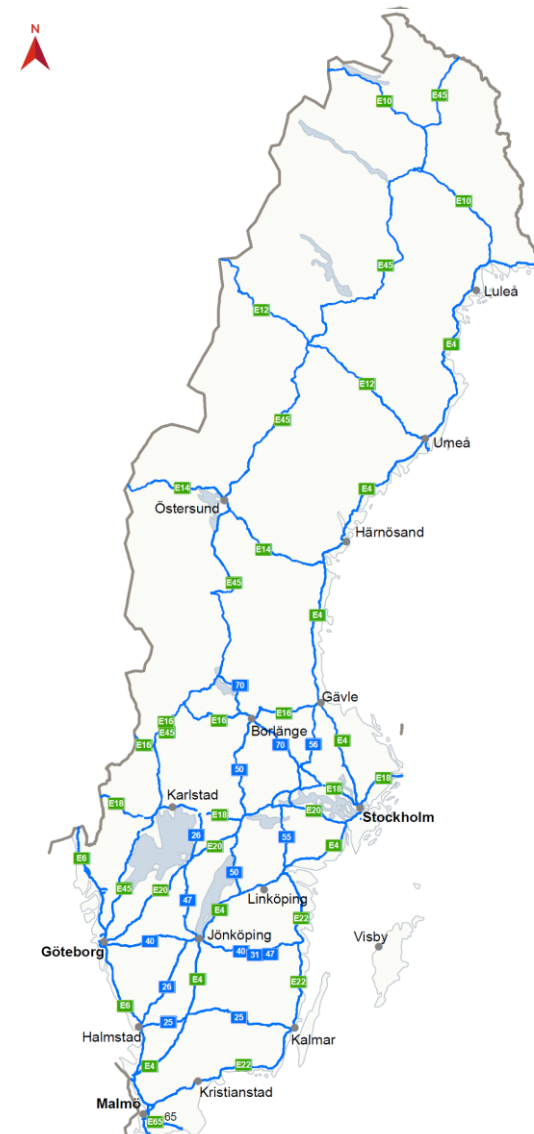 N
E10
E45
E10
E45
Luleå
E12
E4
E12
E45
Umeå
E14
E4
Östersund
Härnösand
E14
E45
E4
70
Gävle
E16
E16
E16
Borlänge
E45
E16
70
56
E4
50
E18
E18
Karlstad
E18
E20
Stockholm
E18
26
55
E20
E4
E6
50
E45
E20
Linköping
47
E4
E22
Visby
Göteborg
40
Jönköping
40
31
47
E4
E22
26
E6
25
25
Halmstad
Kalmar
E4
E22
Kristianstad
Malmö
E65
65